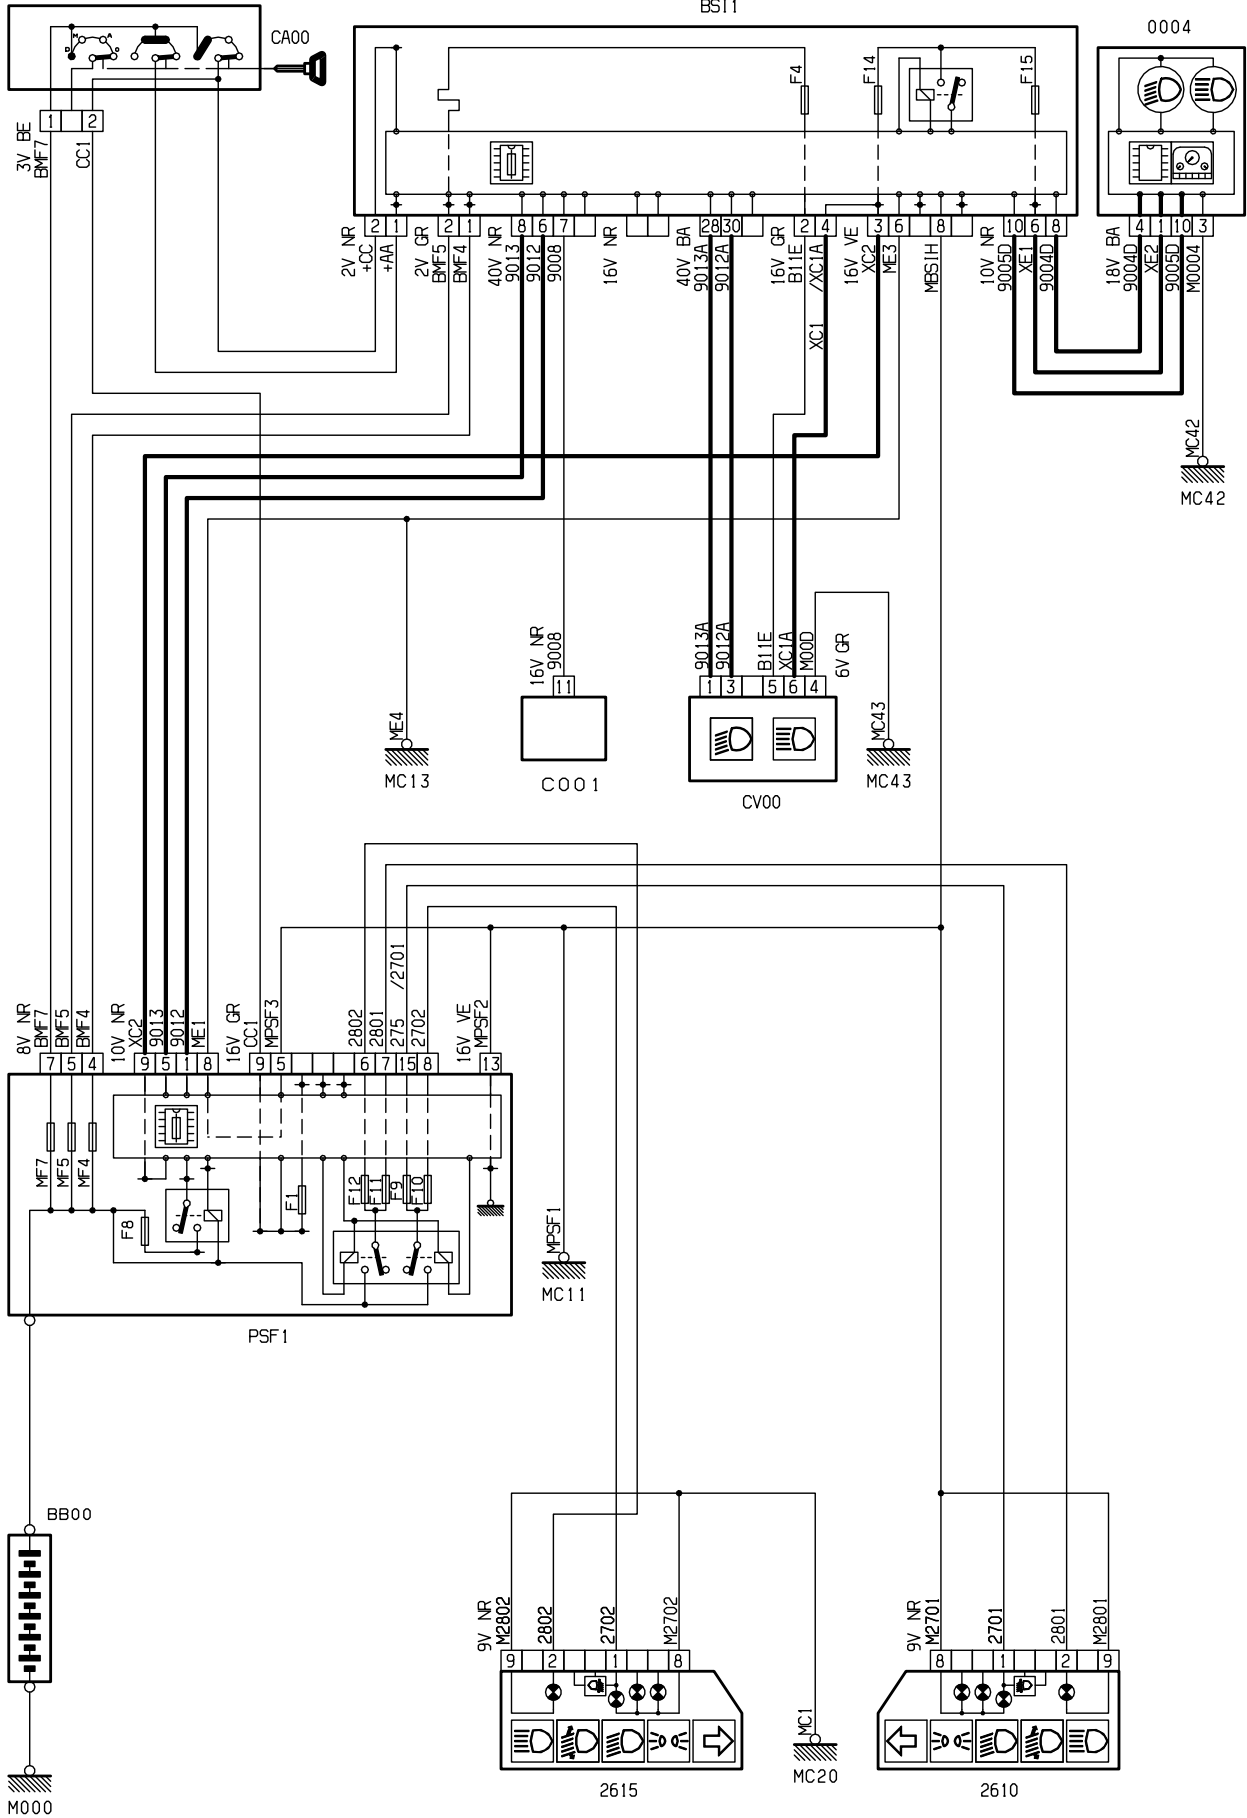 BSI1
0004
CA00
M A
D D
F4
F14
F15
1 2
3V BE
BMF7
CC1
2 1 2 1 8 6 7 28 30 2 4 3 6 8 10 6 8 4 1 10 3
2V NR
+CC
+AA
2V GR
BMF5
BMF4
40V NR
9013
9012
9008
16V NR
40V BA
9013A
9012A
16V GR
B11E
/XC1A
XC1
16V VE
XC2
ME3
MBSIH
10V NR
9005D
XE1
9004D
18V BA
9004D
XE2
9005D
M0004
MC42
MC42
16V NR
9008
11
C001
9013A
9012A
B11E
XC1A
M00D
6V GR
1 3 5 6 4
CV00
ME4
MC13
MC43
MC43
8V NR
BMF7
BMF5
BMF4
10V NR
XC2
9013
9012
ME1
16V GR
CC1
MPSF3
2802
2801
275
/2701
2702
16V VE
MPSF2
7 5 4 9 5 1 8 9 5 6 7 15 8 13
MF7
MF5
MF4
F8
F1
F12
F11
F9
F10
PSF1
MPSF1
MC11
BB00
M000
9V NR
M2802
2802
2702
M2702
9 2 1 8
2615
MC1
MC20
9V NR
M2701
2701
2801
M2801
8 1 2 9
2610